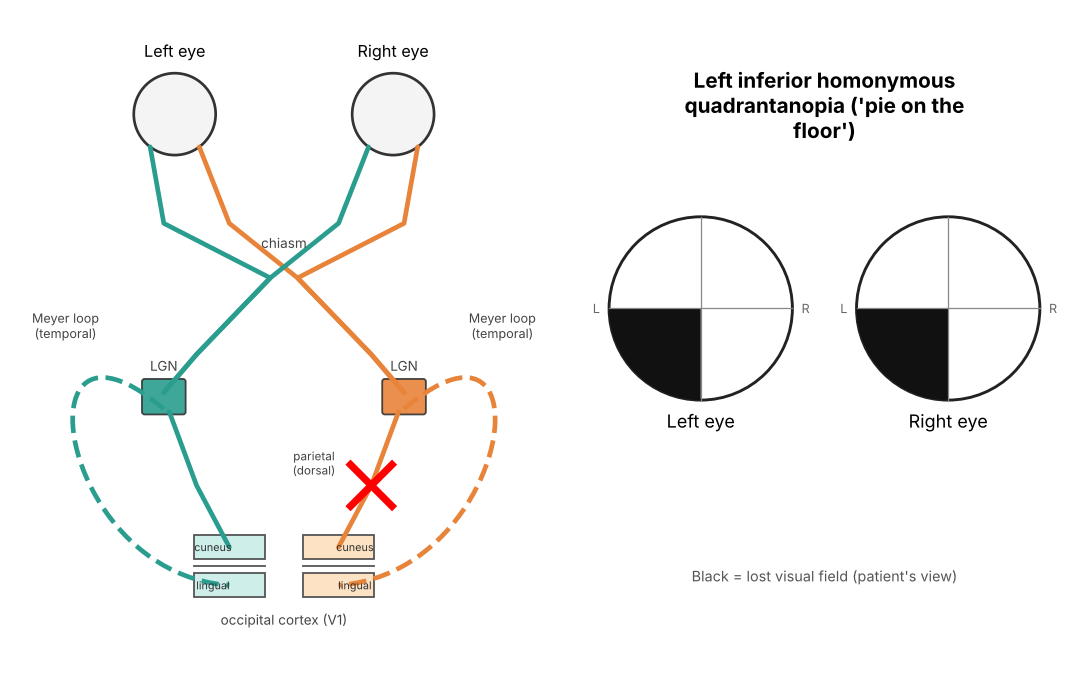 Left eye
Right eye
chiasm
Meyer loop
(temporal)
Meyer loop
(temporal)
LGN
LGN
parietal
(dorsal)
cuneus
cuneus
lingual
lingual
occipital cortex (V1)
Left inferior homonymous
quadrantanopia ('pie on the
floor')
L
R
L
R
Left eye
Right eye
Black = lost visual field (patient's view)